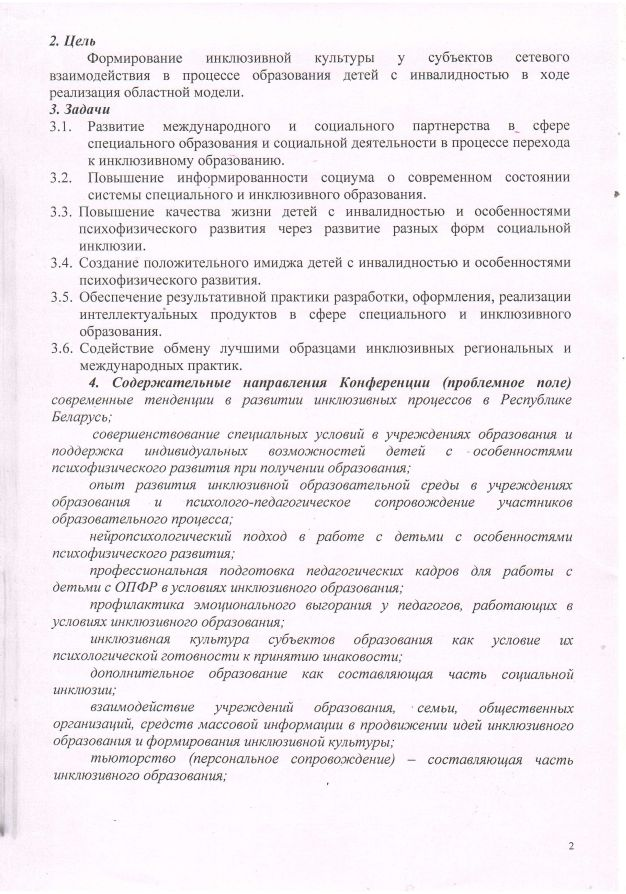 2. Цель
Формирование инклюзивной культуры у субъектов сетевого
взаимодействия в процессе образования детей с инвалидностью в ходе
реализация областной модели.
3. Задачи
3.1. Развитие международного и социального партнерства в сфере
специального образования и социальной деятельности в процессе перехода
к инклюзивному образованию.
3.2. Повышение информированности социума о современном состоянии
системы специального и инклюзивного образования.
3.3. Повышение качества жизни детей с инвалидностью и особенностями
психофизического развития через развитие разных форм социальной
инклюзии.
3.4. Создание положительного имиджа детей с инвалидностью и особенностями
психофизического развития.
3.5. Обеспечение результативной практики разработки, оформления, реализации
интеллектуальных продуктов в сфере специального и инклюзивного
образования.
3.6. Содействие обмену лучшими образцами инклюзивных региональных и
международных практик.
4. Содержательные направления Конференции (проблемное поле)
современные тенденции в развитии инклюзивных процессов в Республике
Беларусь;
совершенствование специальных условий в учреждениях образования и
поддержка индивидуальных возможностей детей с особенностями
психофизического развития при получении образования;
опыт развития инклюзивной образовательной среды в учреждениях
образования и психолого-педагогическое сопровождение участников
образовательного процесса;
нейропсихологический подход в работе с детьми с особенностями
психофизического развития;
профессиональная подготовка педагогических кадров для работы с
детьми с ОПФР в условиях инклюзивного образования;
профилактика эмоционального выгорания у педагогов, работающих в
условиях инклюзивного образования;
инклюзивная культура субъектов образования как условие их
психологической готовности к принятию инаковости;
дополнительное образование как составляющая часть социальной
инклюзии;
взаимодействие учреждений образования, семьи, общественных
организаций, средств массовой информации в продвижении идей инклюзивного
образования и формирования инклюзивной культуры;
тьюторство (персональное сопровождение) – составляющая часть
инклюзивного образования;
2